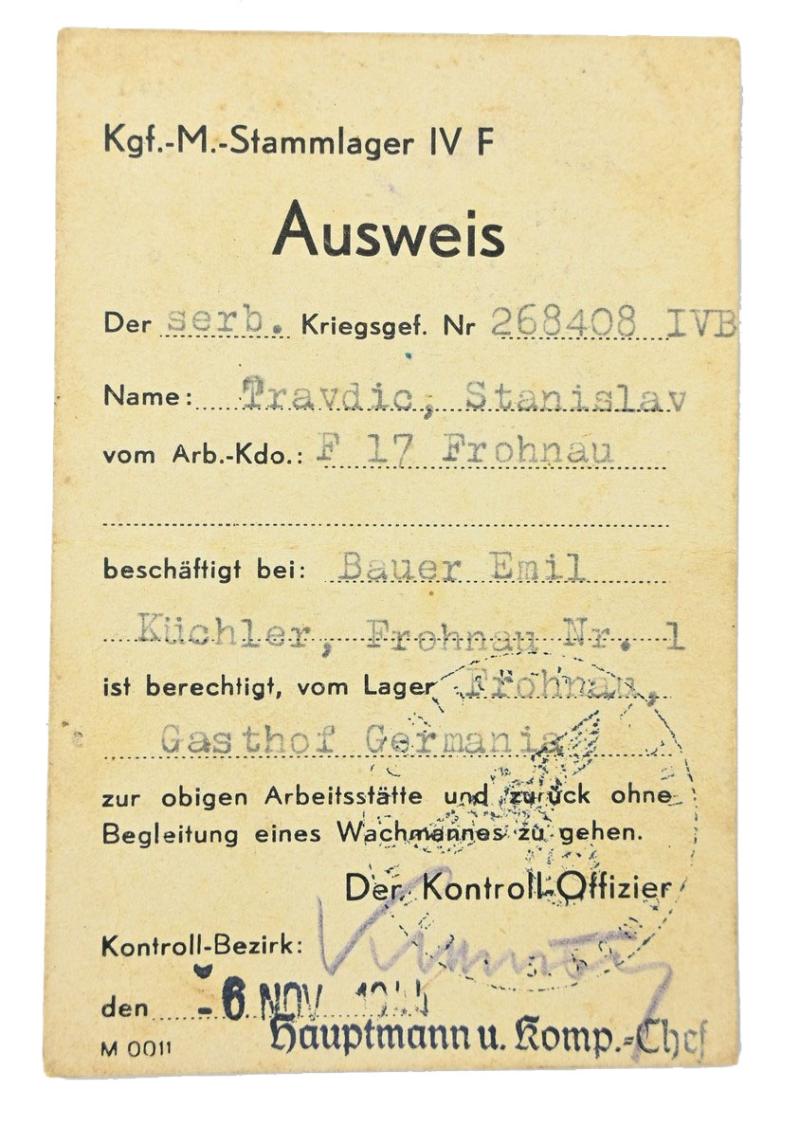 Kgf.-M.-Stammlager IV F
Ausweis
Der serb. Kriegsgef. Nr 268408 IVB
Name: Travdic, Stanislav
vom Arb.-Kdo.: F 17 Frohnau
beschäftigt bei: Bauer Emil
Küchler, Frohnau Nr. 1
ist berechtigt, vom Lager Frohnau,
Gasthof Germania
zur obigen Arbeitsstätte und zurück ohne
Begleitung eines Wachmannes zu gehen.
Der Kontroll-Offizier
Kontroll-Bezirk:
den -6 NOV 1944
Hauptmann u. Komp.-Chef
M 0011